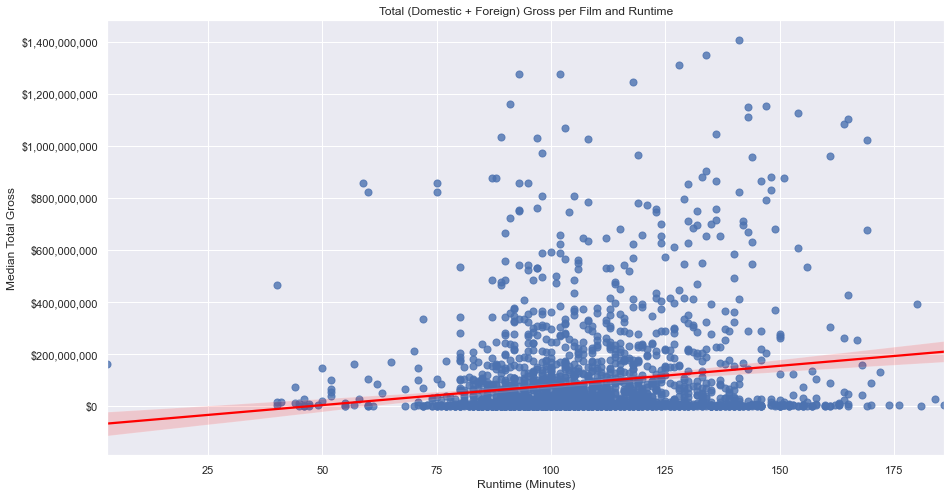 Total (Domestic + Foreign) Gross per Film and Runtime
$1,400,000,000
$1,200,000,000
$1,000,000,000
$800,000,000
$600,000,000
$400,000,000
$200,000,000
$0
Median Total Gross
25 50 75 100 125 150 175
Runtime (Minutes)